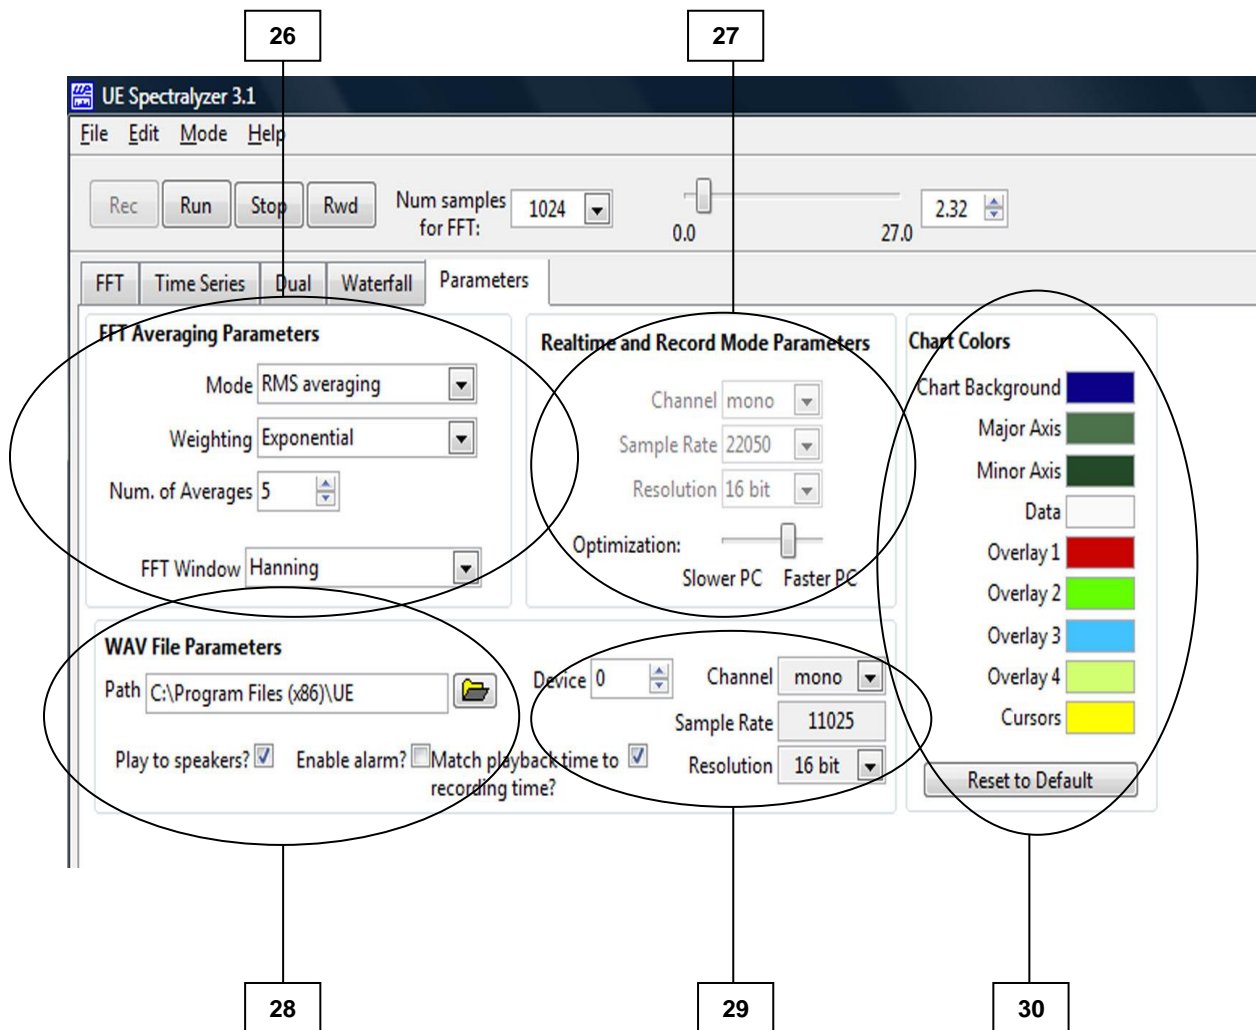 26
27
UE Spectralyzer 3.1
File Edit Mode Help
Rec Run Stop Rwd Num samples for FFT: 1024 0.0 27.0 2.32
FFT Time Series Dual Waterfall Parameters
FFT Averaging Parameters
Mode RMS averaging
Weighting Exponential
Num. of Averages 5
FFT Window Hanning
Realtime and Record Mode Parameters
Channel mono
Sample Rate 22050
Resolution 16 bit
Optimization:
Slower PC Faster PC
Chart Colors
Chart Background
Major Axis
Minor Axis
Data
Overlay 1
Overlay 2
Overlay 3
Overlay 4
Cursors
Reset to Default
WAV File Parameters
Path C:\Program Files (x86)\UE
Play to speakers? Enable alarm? Match playback time to
recording time?
Device 0 Channel mono
Sample Rate 11025
Resolution 16 bit
28
29
30